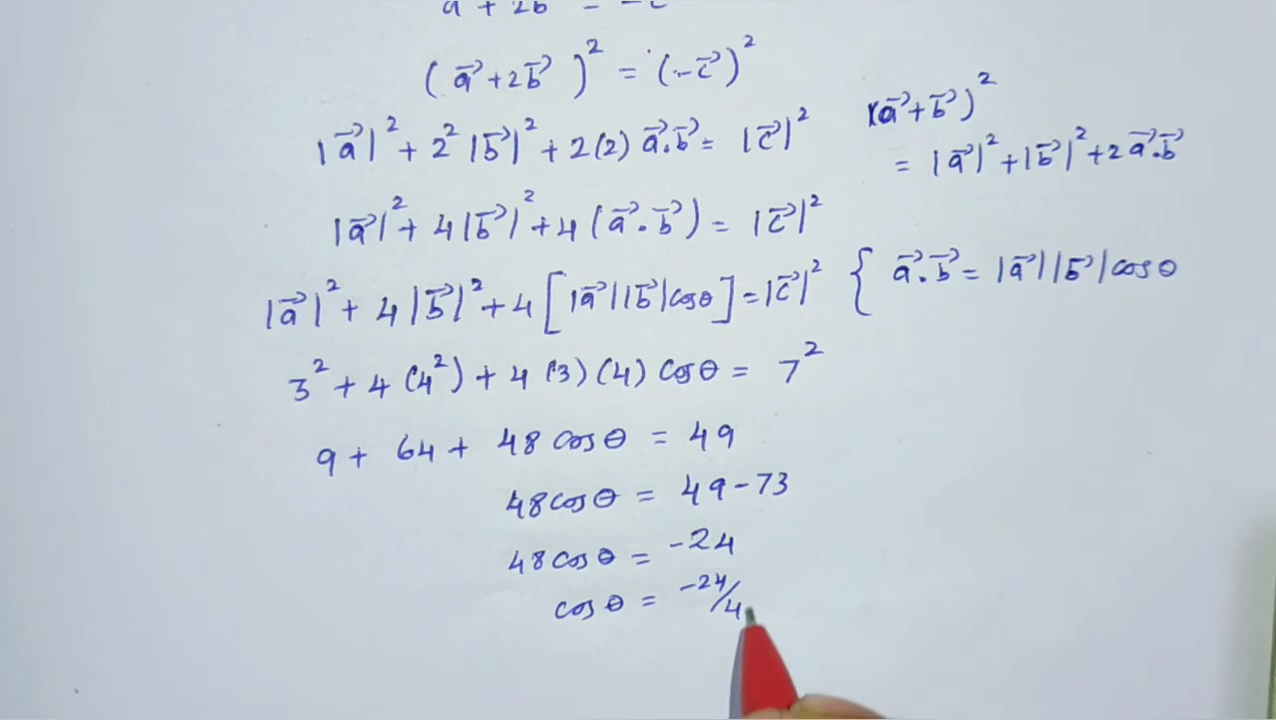 (a⃗ + 2b⃗)² = (-c⃗)²
|a⃗|² + 2²|b⃗|² + 2(2) a⃗.b⃗ = |c⃗|²
(a⃗ + b⃗)²
= |a⃗|² + |b⃗|² + 2a⃗.b⃗
|a⃗|² + 4|b⃗|² + 4(a⃗.b⃗) = |c⃗|²
|a⃗|² + 4|b⃗|² + 4[|a⃗||b⃗|cosθ] = |c⃗|² { a⃗.b⃗ = |a⃗||b⃗|cosθ
3² + 4(4²) + 4(3)(4) cosθ = 7²
9 + 64 + 48 cosθ = 49
48cosθ = 49-73
48cosθ = -24
cosθ = -24/4